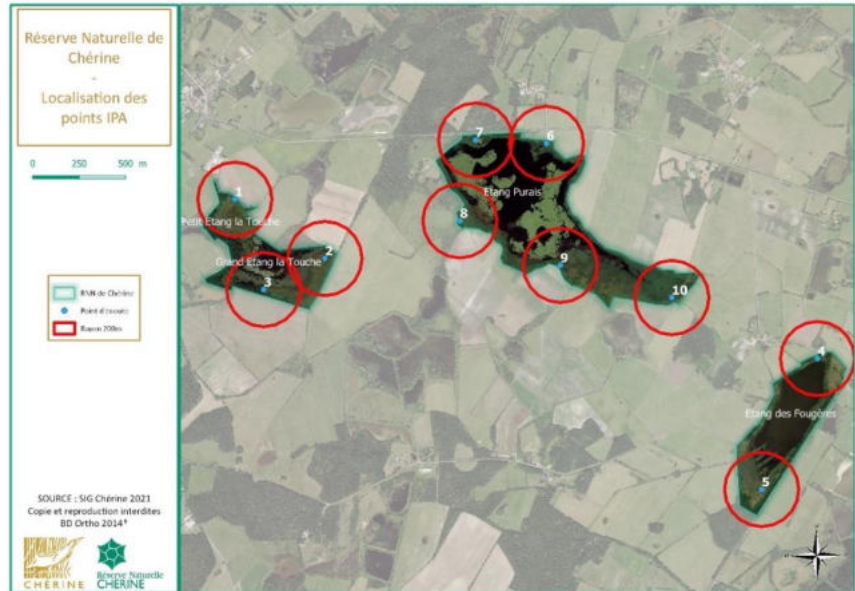 Réserve Naturelle de
Chérine
-
Localisation des
points IPA
0 250 500 m
RNN de Chérine
Point d'écoute
Rayon 200m
SOURCE : SIG Chérine 2021
Copie et reproduction interdites
BD Ortho 2014®
CHÉRINE
Réserve Naturelle
CHERINE
1
Petit Etang la Touche
2
Grand Etang la Touche
3
7
6
Etang Purais
8
9
10
4
Etang des Fougères
5